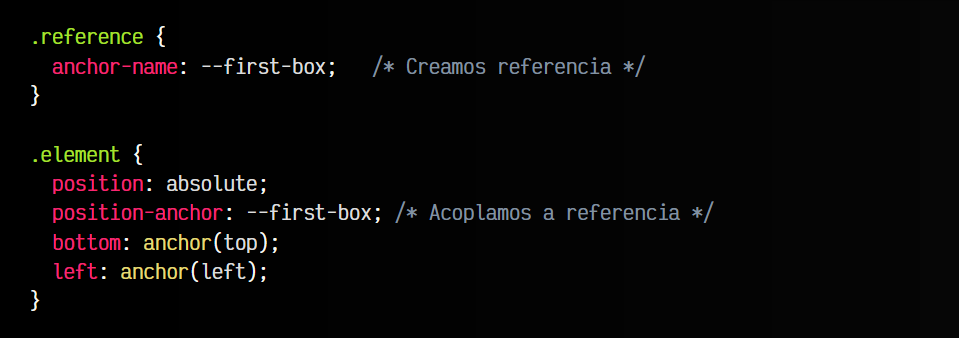 .reference {
  anchor-name: --first-box;   /* Creamos referencia */
}

.element {
  position: absolute;
  position-anchor: --first-box; /* Acoplamos a referencia */
  bottom: anchor(top);
  left: anchor(left);
}